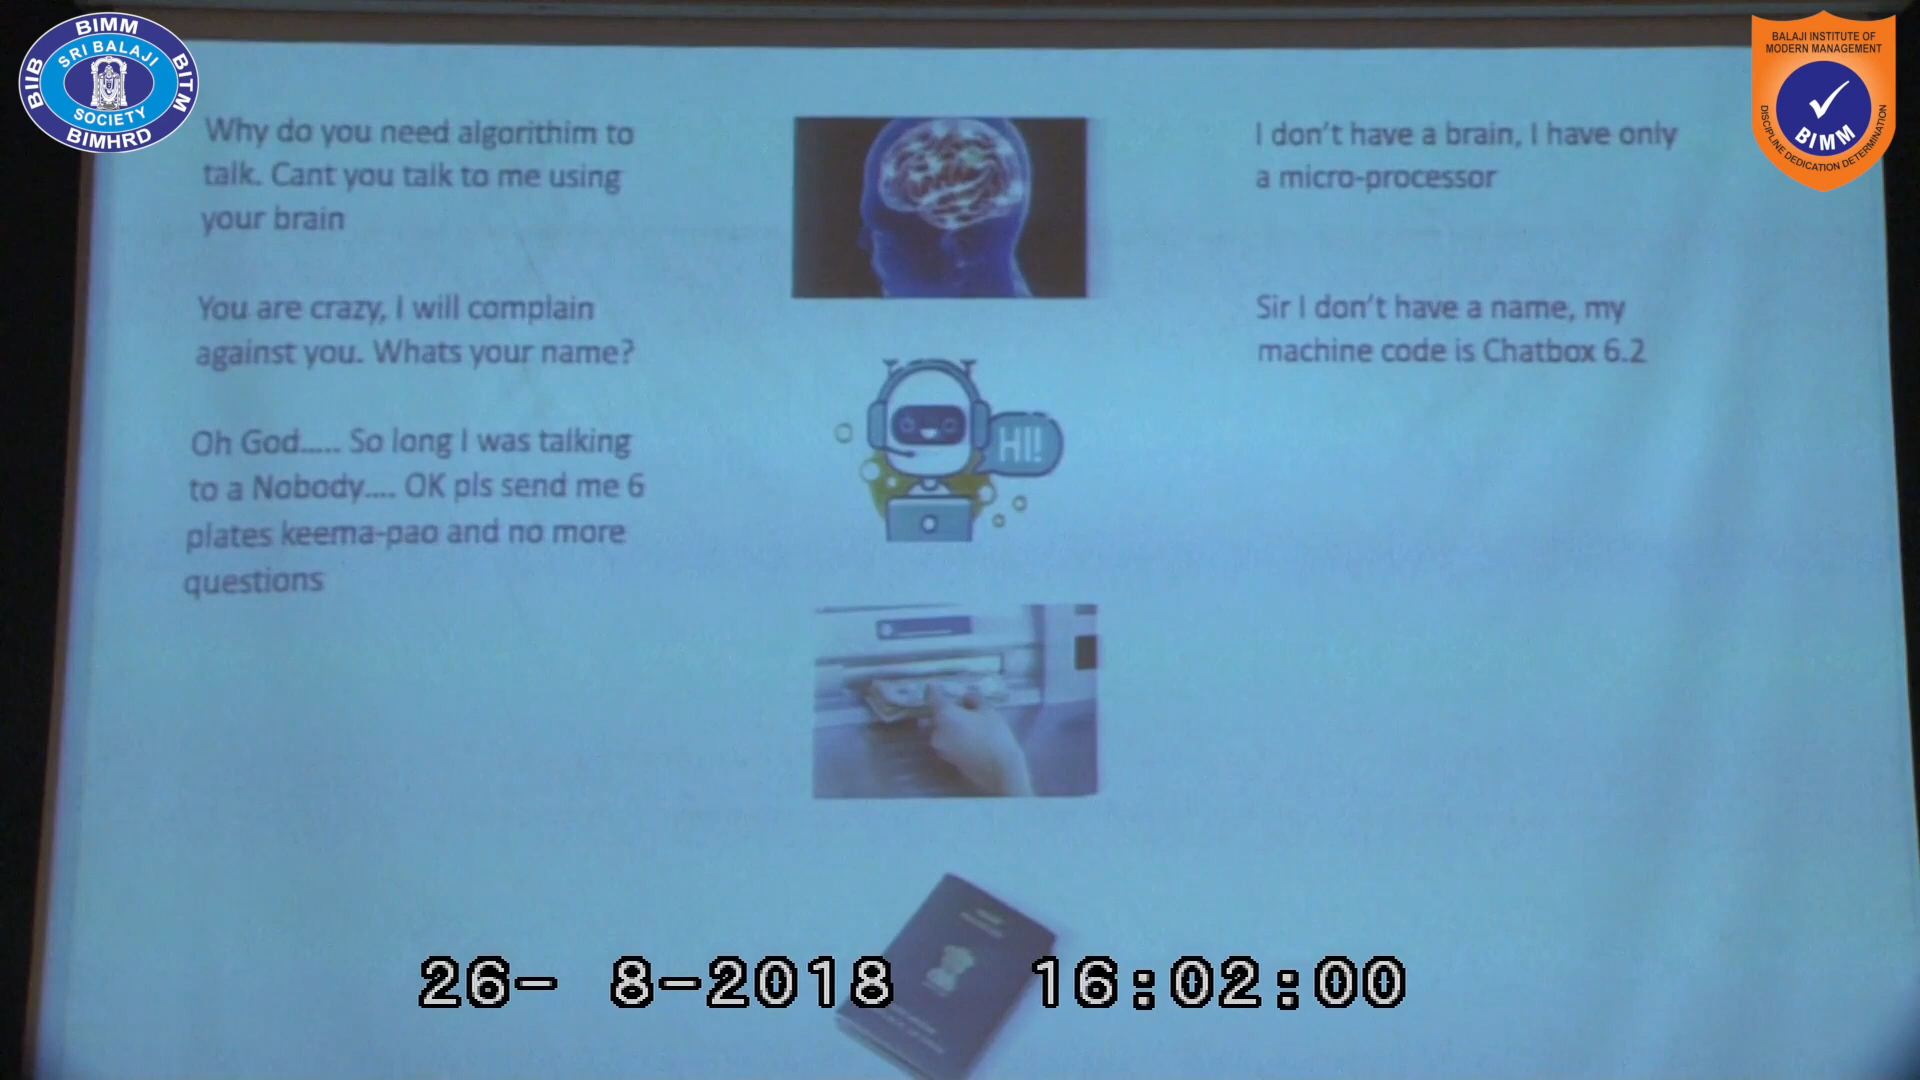 BIMM
SRI BALAJI
BIIB
BITM
SOCIETY
BIMHRD
BALAJI INSTITUTE OF
MODERN MANAGEMENT
BIMM
DISCIPLINE DEDICATION DETERMINATION
Why do you need algorithim to
talk. Cant you talk to me using
your brain
I don't have a brain, I have only
a micro-processor
You are crazy, I will complain
against you. Whats your name?
Sir I don't have a name, my
machine code is Chatbox 6.2
Oh God..... So long I was talking
to a Nobody.... OK pls send me 6
plates keema-pao and no more
questions
HI!
26- 8-2018 16:02:00